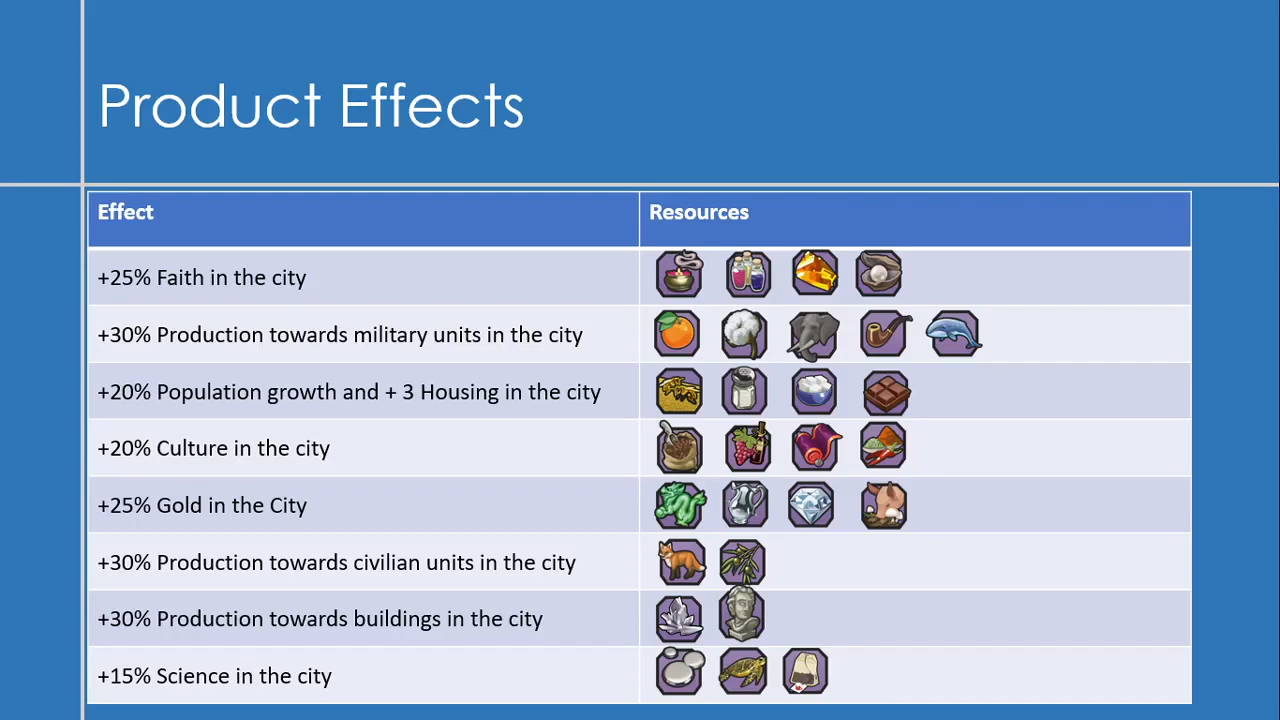 Product Effects
Effect
Resources
+25% Faith in the city
+30% Production towards military units in the city
+20% Population growth and + 3 Housing in the city
+20% Culture in the city
+25% Gold in the City
+30% Production towards civilian units in the city
+30% Production towards buildings in the city
+15% Science in the city